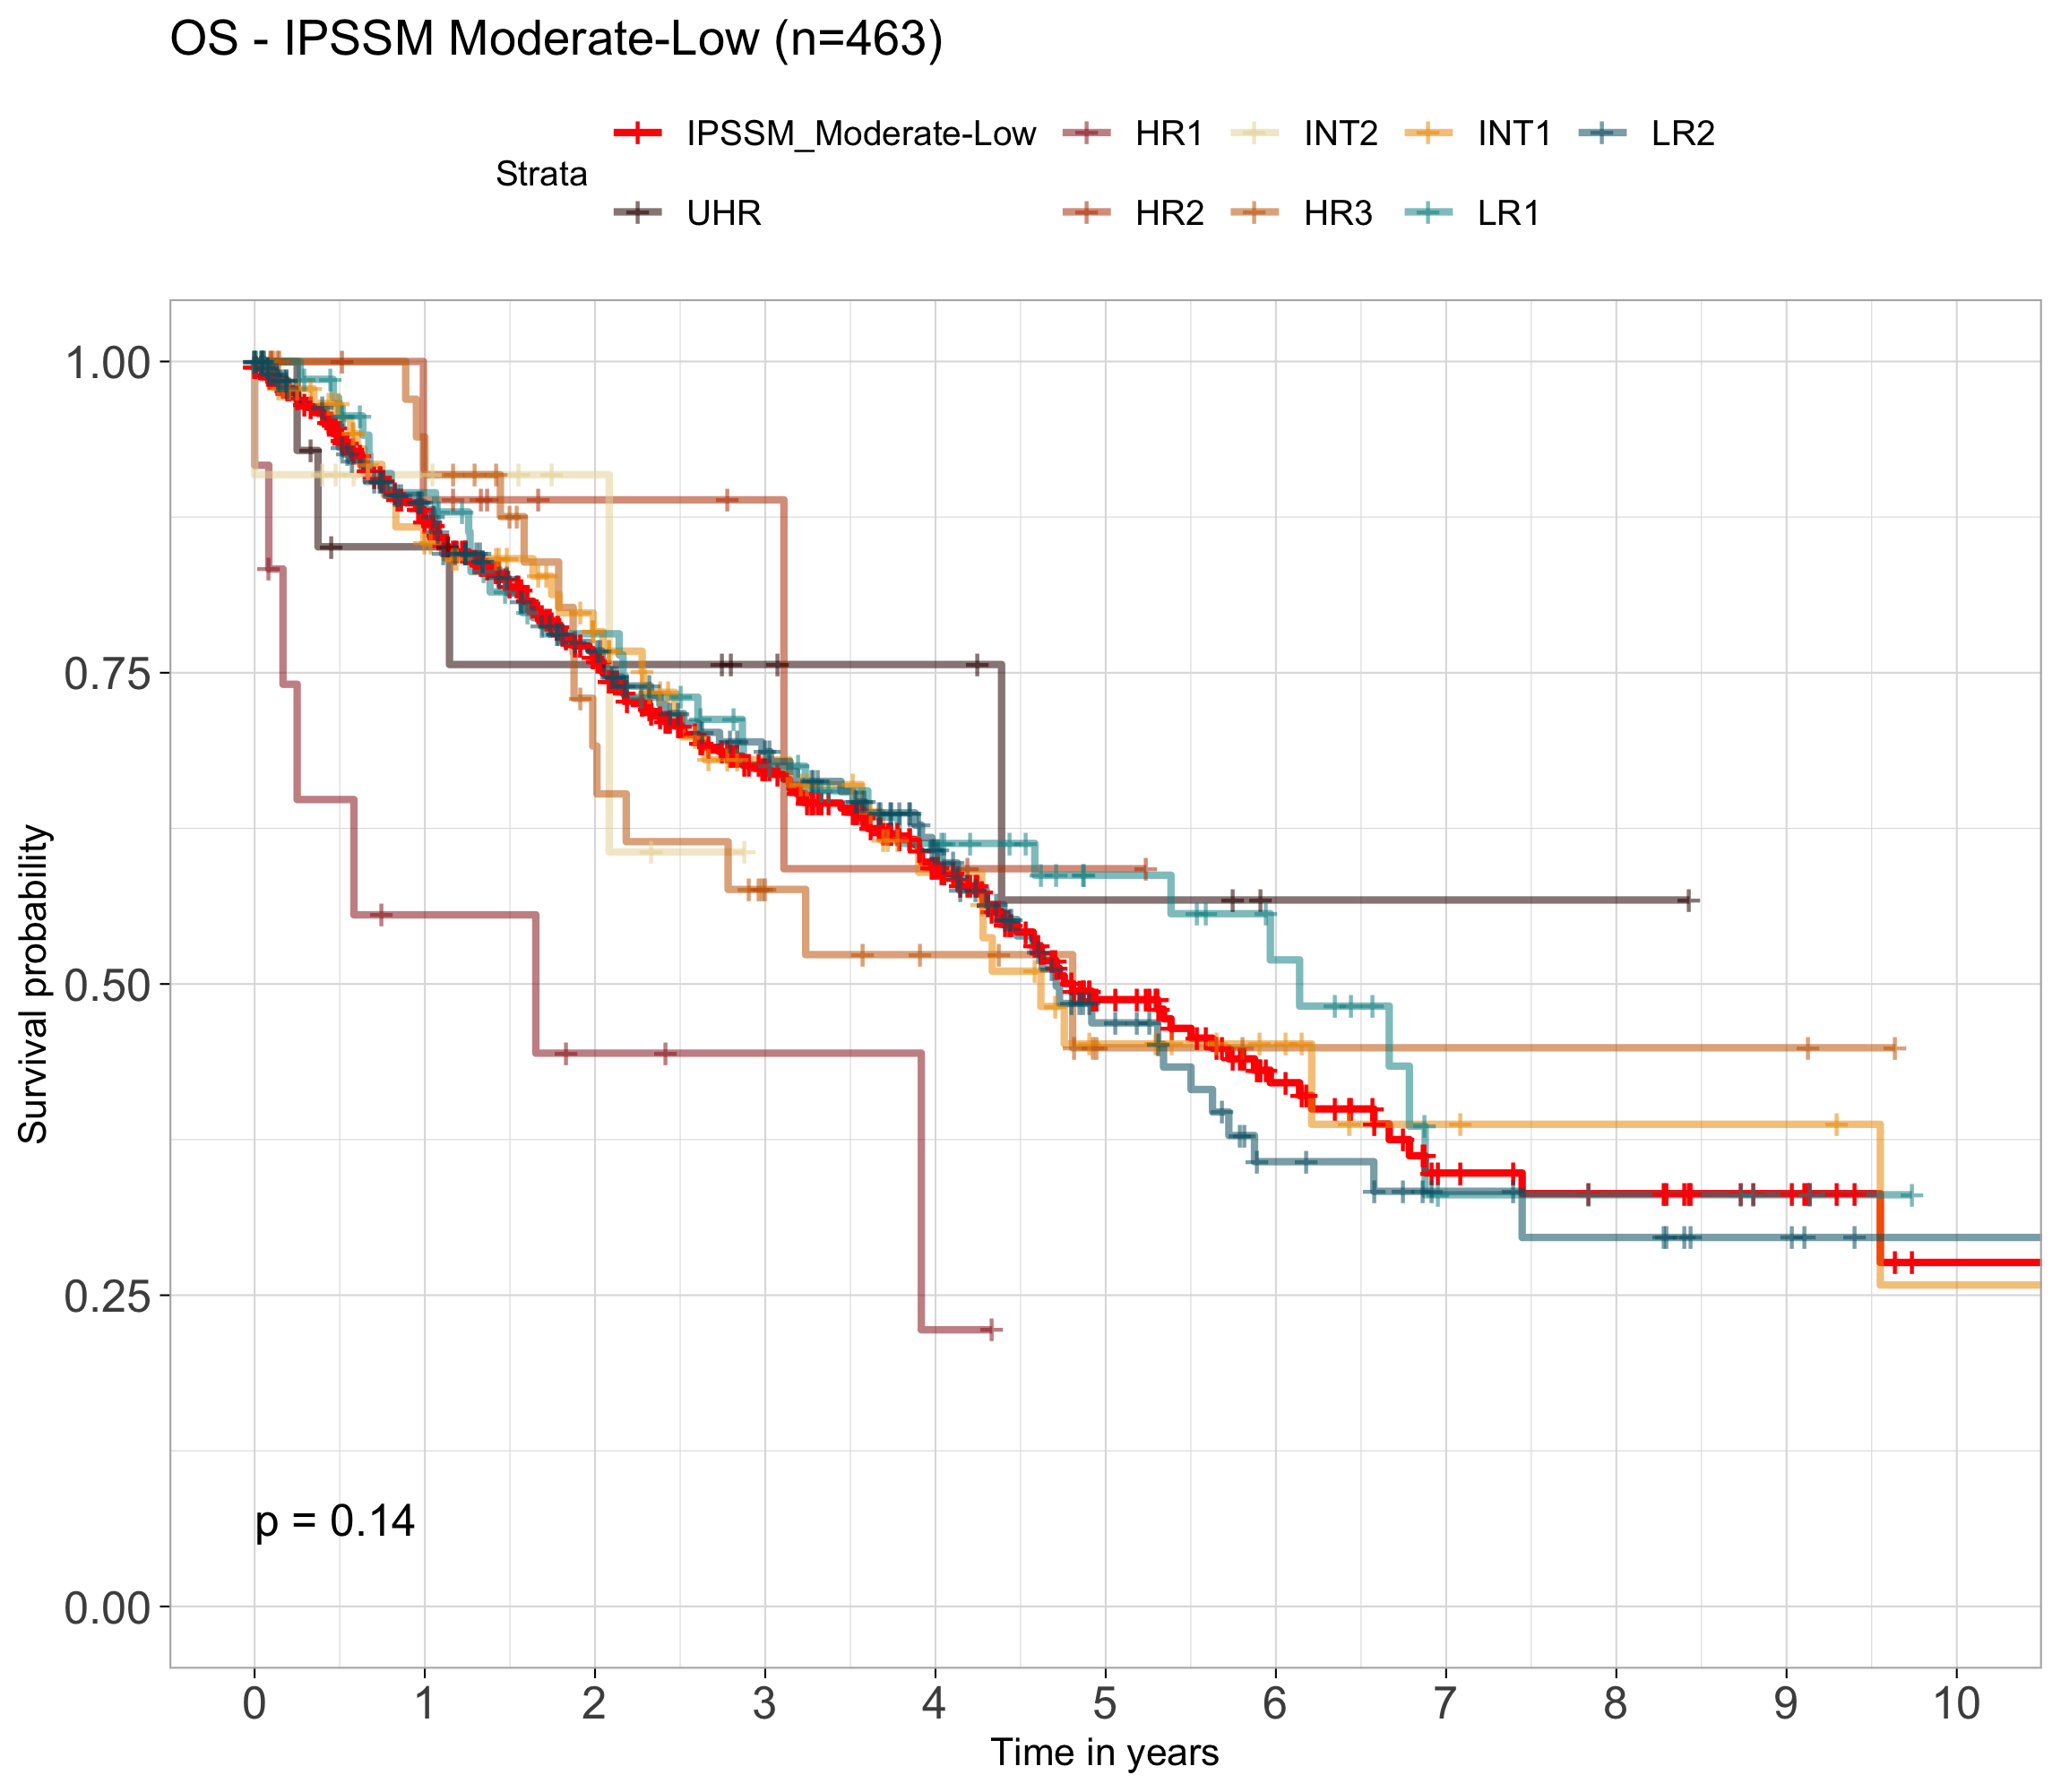 OS - IPSSM Moderate-Low (n=463)
Strata
IPSSM_Moderate-Low HR1 INT2 INT1 LR2
UHR HR2 HR3 LR1
Survival probability
1.00
0.75
0.50
0.25
0.00
p = 0.14
0 1 2 3 4 5 6 7 8 9 10
Time in years